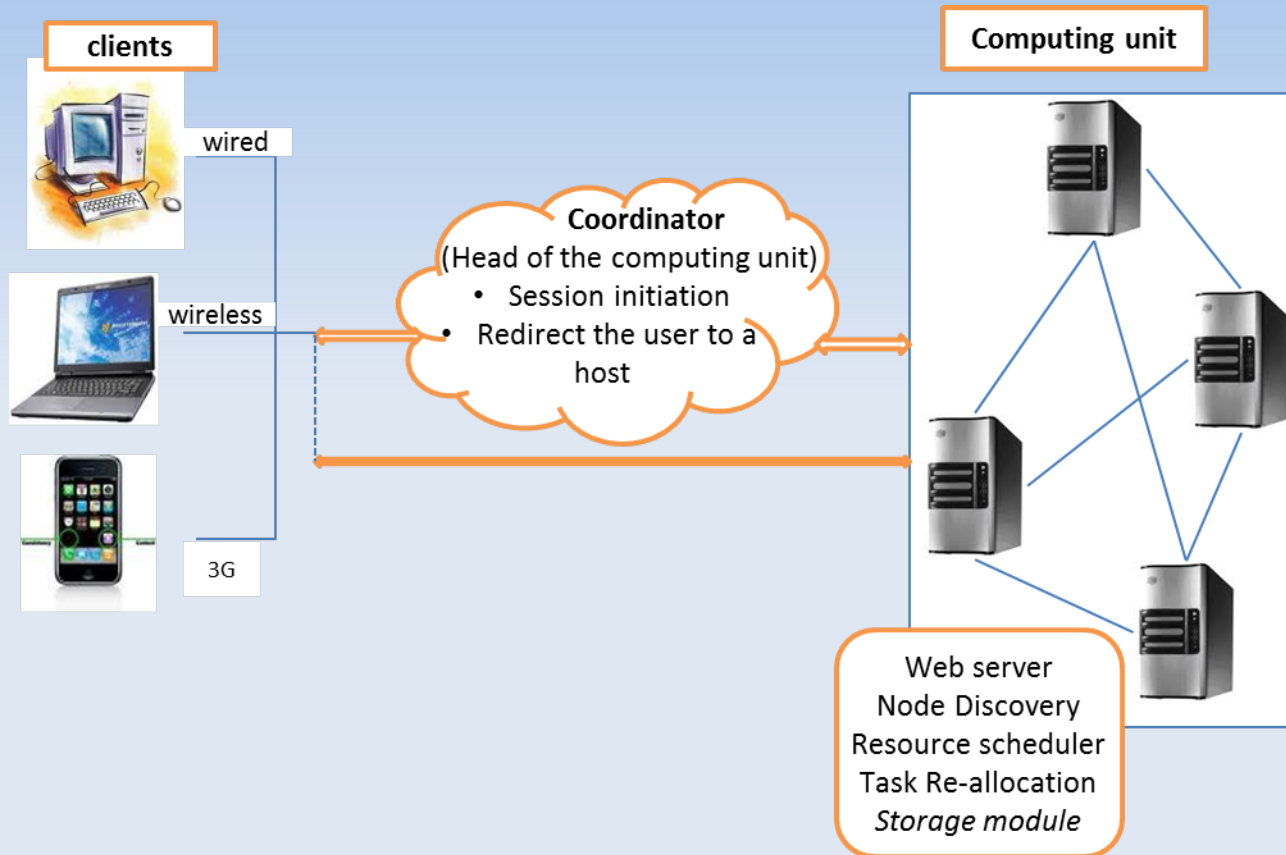 clients
Computing unit
wired
wireless
3G
Coordinator
(Head of the computing unit)
• Session initiation
• Redirect the user to a
host
Web server
Node Discovery
Resource scheduler
Task Re-allocation
Storage module